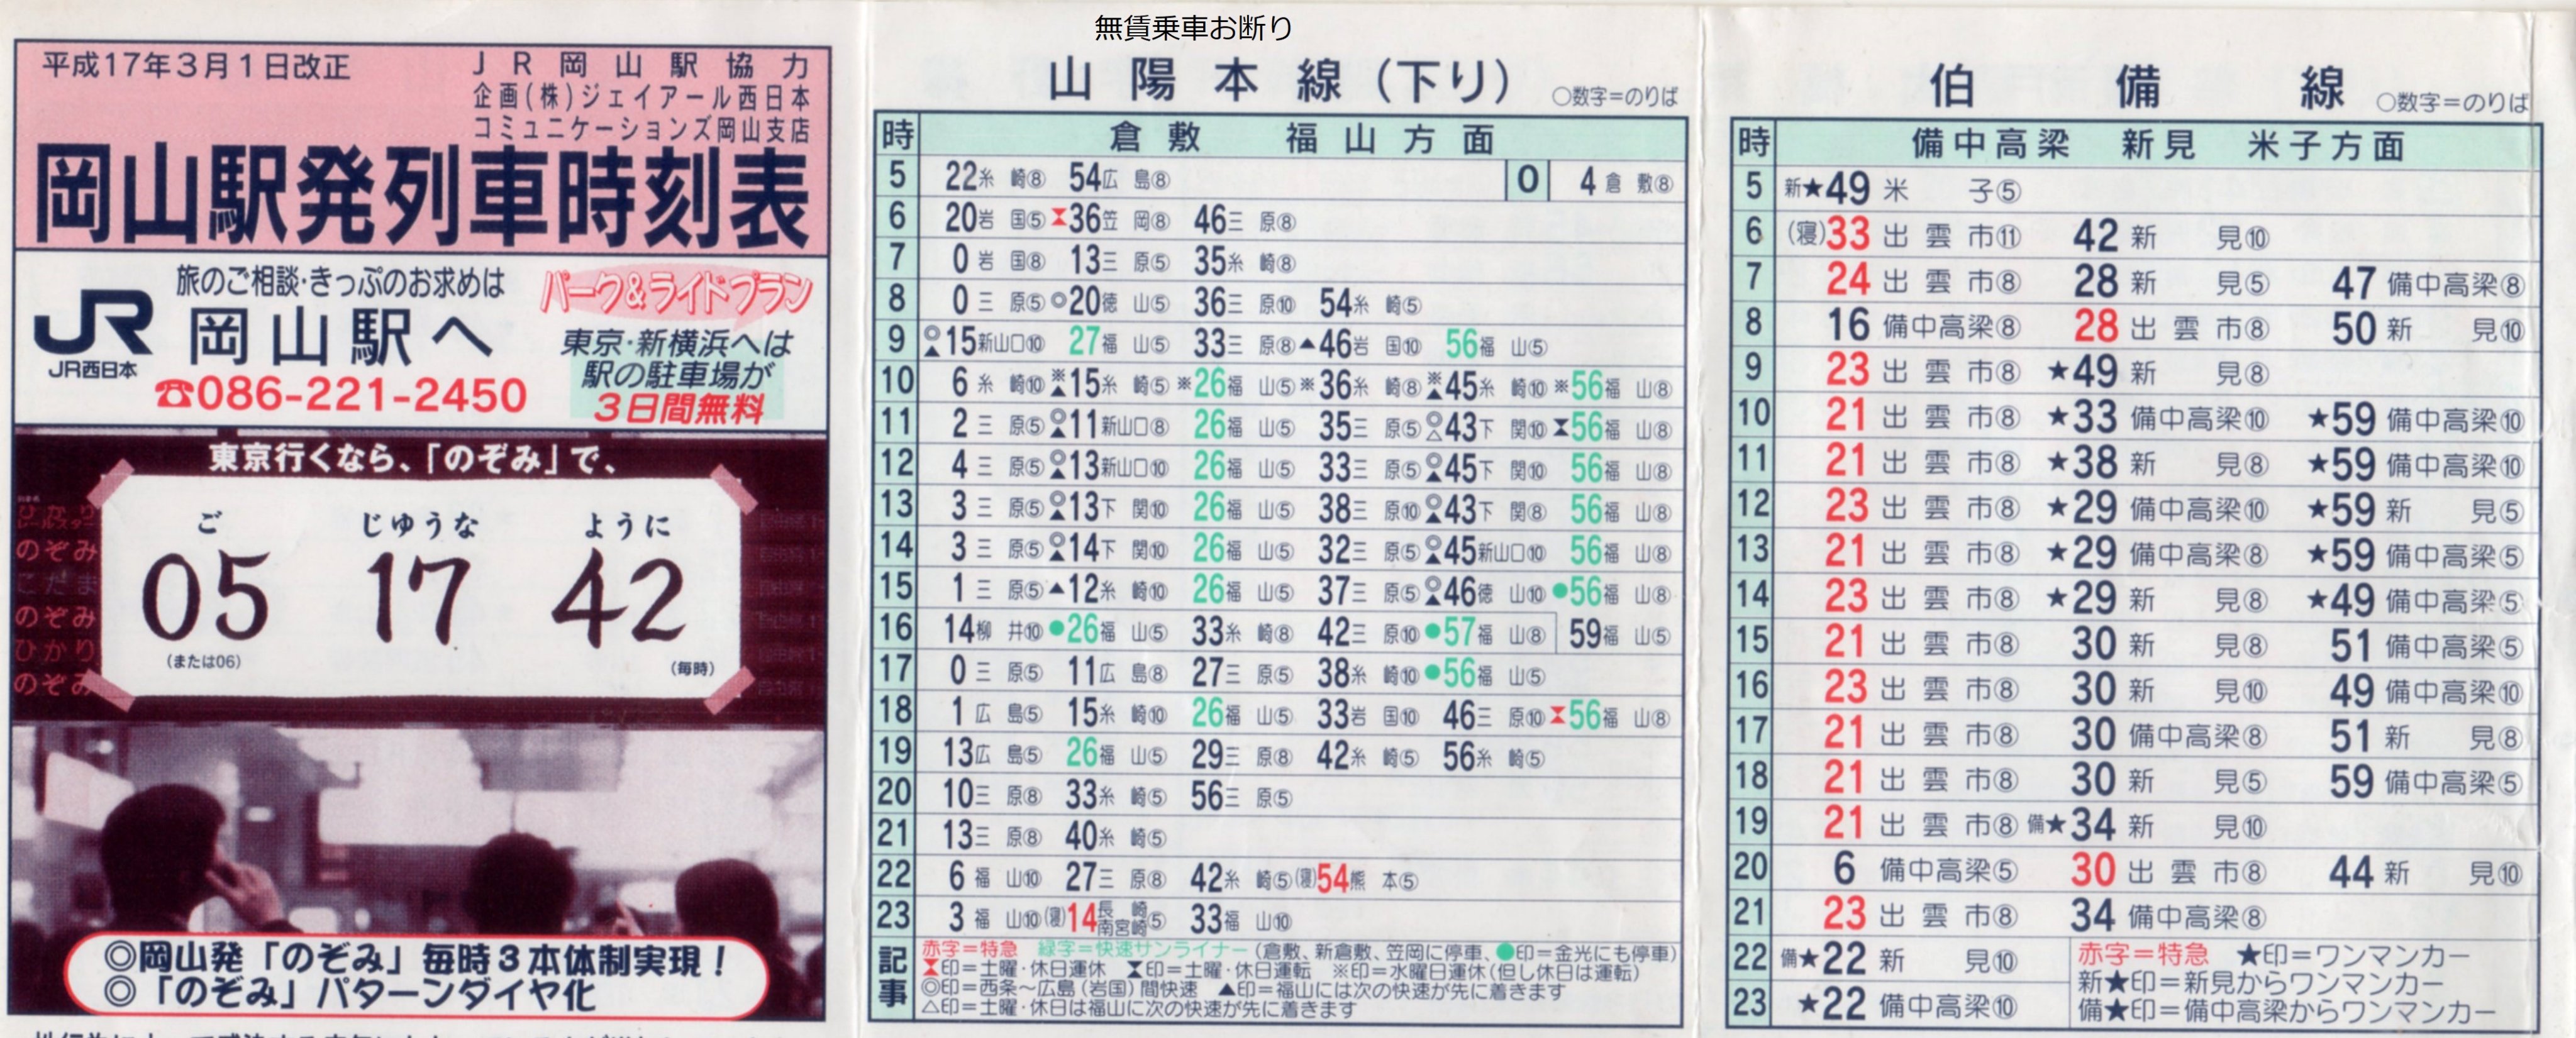 無賃乗車お断り
平成17年3月1日改正
JR岡山駅協力
企画(株)ジェイアール西日本
コミュニケーションズ岡山支店
岡山駅発列車時刻表
旅のご相談・きっぷのお求めは
岡山駅へ
JR
JR西日本
☎086-221-2450
パーク&ライドプラン
東京・新横浜へは
駅の駐車場が
3日間無料
東京行くなら、「のぞみ」で、
ご じゆうな ように
05 17 42
(または06) (毎時)
ひかり
レールスター
のぞみ
こだま
のぞみ
ひかり
のぞみ
◎岡山発「のぞみ」毎時3本体制実現!
◎「のぞみ」パターンダイヤ化
山陽本線(下り) ○数字=のりば
時 倉敷 福山方面
5 22糸崎⑧ 54広島⑧ 0 4倉敷⑧
6 20岩国⑤ 36笠岡⑧ 46三原⑧
7 0岩国⑧ 13三原⑤ 35糸崎⑧
8 0三原⑤ ◎20徳山⑤ 36三原⑩ 54糸崎⑤
9 ◎▲15新山口⑩ 27福山⑤ 33三原⑧ ▲46岩国⑩ 56福山⑤
10 6糸崎⑩ ※▲15糸崎⑤ ※26福山⑤ ※36糸崎⑧ ※▲45糸崎⑩ ※56福山⑧
11 2三原⑤ ◎▲11新山口⑧ 26福山⑤ 35三原⑤ ◎△43下関⑩ 56福山⑧
12 4三原⑤ ◎▲13新山口⑩ 26福山⑤ 33三原⑤ ◎▲45下関⑩ 56福山⑧
13 3三原⑤ ◎▲13下関⑩ 26福山⑤ 38三原⑩ ◎▲43下関⑧ 56福山⑧
14 3三原⑤ ◎▲14下関⑩ 26福山⑤ 32三原⑤ ◎▲45新山口⑩ 56福山⑧
15 1三原⑤ ▲12糸崎⑩ 26福山⑤ 37三原⑤ ◎▲46徳山⑩ ●56福山⑧
16 14柳井⑩ ●26福山⑤ 33糸崎⑧ 42三原⑩ ●57福山⑧ 59福山⑤
17 0三原⑤ 11広島⑧ 27三原⑤ 38糸崎⑩ ●56福山⑤
18 1広島⑤ 15糸崎⑩ 26福山⑤ 33岩国⑩ 46三原⑩ 56福山⑧
19 13広島⑤ 26福山⑤ 29三原⑧ 42糸崎⑤ 56糸崎⑤
20 10三原⑧ 33糸崎⑤ 56三原⑤
21 13三原⑧ 40糸崎⑤
22 6福山⑩ 27三原⑧ 42糸崎⑤ (寝)54熊本⑤
23 3福山⑩ (寝)14長崎南宮崎⑤ 33福山⑩
記事
赤字=特急 緑字=快速サンライナー(倉敷、新倉敷、笠岡に停車、●印=金光にも停車)
印=土曜・休日運休 印=土曜・休日運転 ※印=水曜日運休(但し休日は運転)
◎印=西条〜広島(岩国)間快速 ▲印=福山には次の快速が先に着きます
△印=土曜・休日は福山に次の快速が先に着きます
伯備線 ○数字=のりば
時 備中高梁 新見 米子方面
5 新★49米子⑤
6 (寝)33出雲市⑪ 42新見⑩
7 24出雲市⑧ 28新見⑤ 47備中高梁⑧
8 16備中高梁⑧ 28出雲市⑧ 50新見⑩
9 23出雲市⑧ ★49新見⑧
10 21出雲市⑧ ★33備中高梁⑩ ★59備中高梁⑩
11 21出雲市⑧ ★38新見⑧ ★59備中高梁⑩
12 23出雲市⑧ ★29備中高梁⑩ ★59新見⑤
13 21出雲市⑧ ★29備中高梁⑧ ★59備中高梁⑤
14 23出雲市⑧ ★29新見⑧ ★49備中高梁⑤
15 21出雲市⑧ 30新見⑧ 51備中高梁⑤
16 23出雲市⑧ 30新見⑩ 49備中高梁⑩
17 21出雲市⑧ 30備中高梁⑧ 51新見⑧
18 21出雲市⑧ 30新見⑤ 59備中高梁⑤
19 21出雲市⑧ 備★34新見⑩
20 6備中高梁⑤ 30出雲市⑧ 44新見⑩
21 23出雲市⑧ 34備中高梁⑧
22 備★22新見⑩
23 ★22備中高梁⑩
赤字=特急 ★印=ワンマンカー
新★印=新見からワンマンカー
備★印=備中高梁からワンマンカー